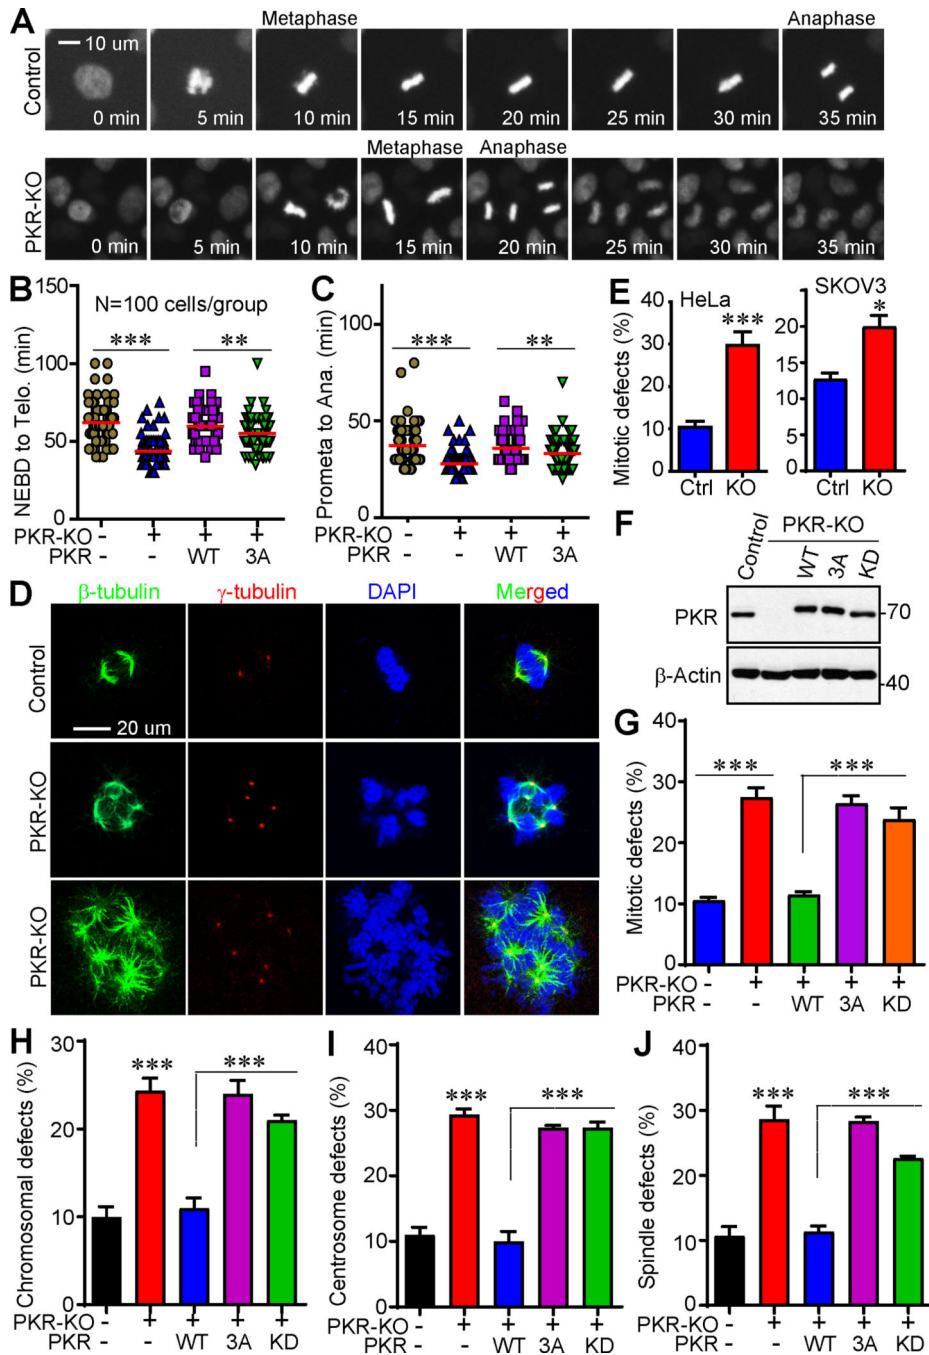 A
Metaphase
Anaphase
Control
10 um
0 min
5 min
10 min
15 min
20 min
25 min
30 min
35 min
Metaphase
Anaphase
PKR-KO
0 min
5 min
10 min
15 min
20 min
25 min
30 min
35 min
B
NEBD to Telo. (min)
150
100
50
0
N=100 cells/group
***
**
PKR-KO - + + +
PKR - - WT 3A
C
Prometa to Ana. (min)
100
50
0
***
**
PKR-KO - + + +
PKR - - WT 3A
E
Mitotic defects (%)
HeLa
40
30
20
10
0
***
Ctrl KO
SKOV3
25
20
15
10
5
0
*
Ctrl KO
D
β-tubulin γ-tubulin DAPI Merged
Control
20 um
PKR-KO
PKR-KO
F
Control
PKR-KO
WT 3A KD
PKR
-70
β-Actin
-40
G
Mitotic defects (%)
40
30
20
10
0
***
***
PKR-KO - + + + +
PKR - - WT 3A KD
H
Chromosomal defects (%)
30
20
10
0
***
***
PKR-KO - + + + +
PKR - - WT 3A KD
I
Centrosome defects (%)
40
30
20
10
0
***
***
PKR-KO - + + + +
PKR - - WT 3A KD
J
Spindle defects (%)
40
30
20
10
0
***
***
PKR-KO - + + + +
PKR - - WT 3A KD